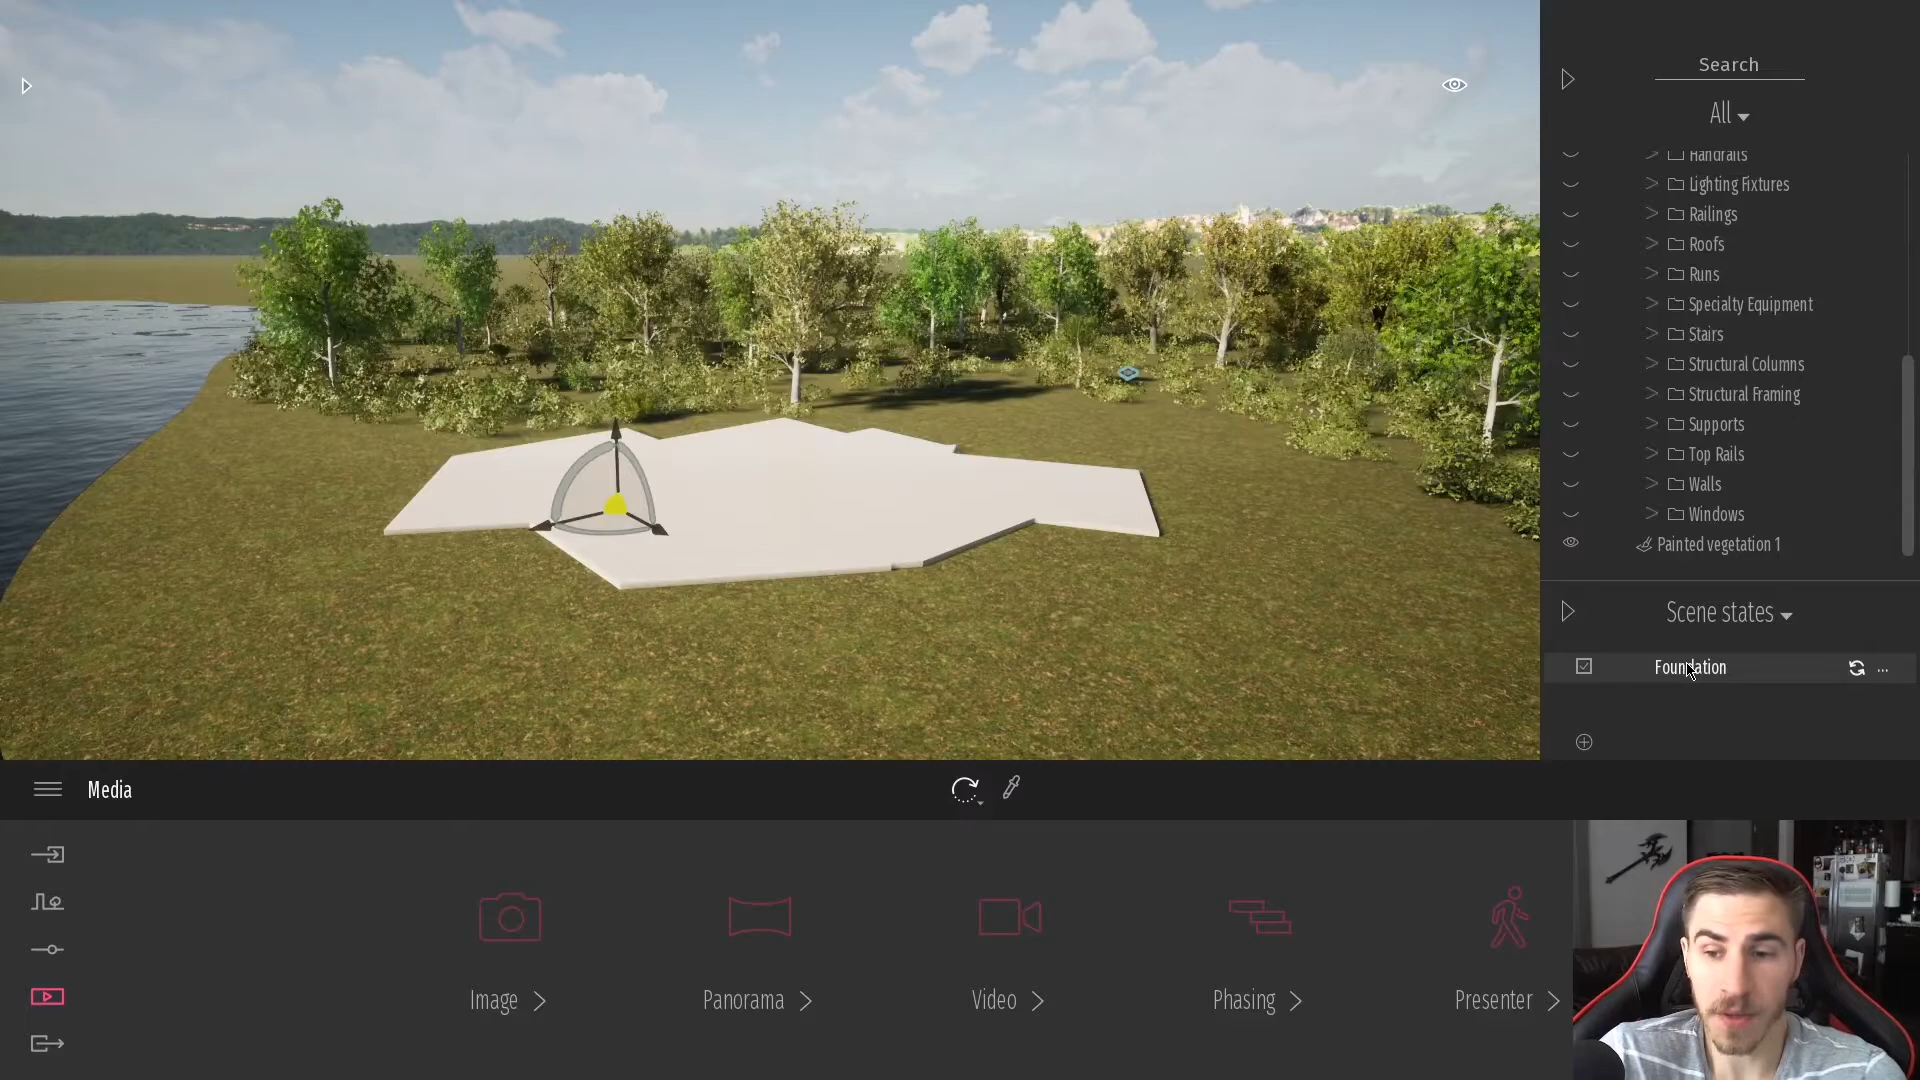 Search
All
Handrails
Lighting Fixtures
Railings
Roofs
Runs
Specialty Equipment
Stairs
Structural Columns
Structural Framing
Supports
Top Rails
Walls
Windows
Painted vegetation 1
Scene states
Foundation
...
Media
Image
Panorama
Video
Phasing
Presenter